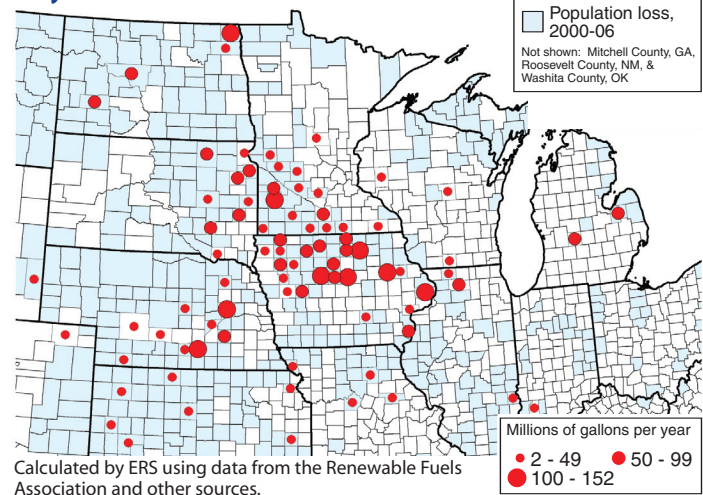 Population loss,
2000-06
Not shown: Mitchell County, GA,
Roosevelt County, NM, &
Washita County, OK
Millions of gallons per year
2 - 49
50 - 99
100 - 152
Calculated by ERS using data from the Renewable Fuels
Association and other sources.